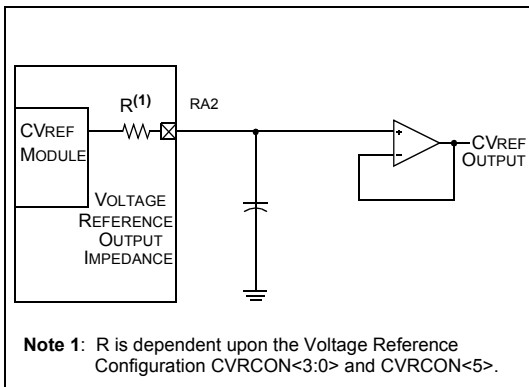 R(1)
RA2
CVREF
MODULE
VOLTAGE
REFERENCE
OUTPUT
IMPEDANCE
+
−
CVREF
OUTPUT
Note 1: R is dependent upon the Voltage Reference
Configuration CVRCON<3:0> and CVRCON<5>.